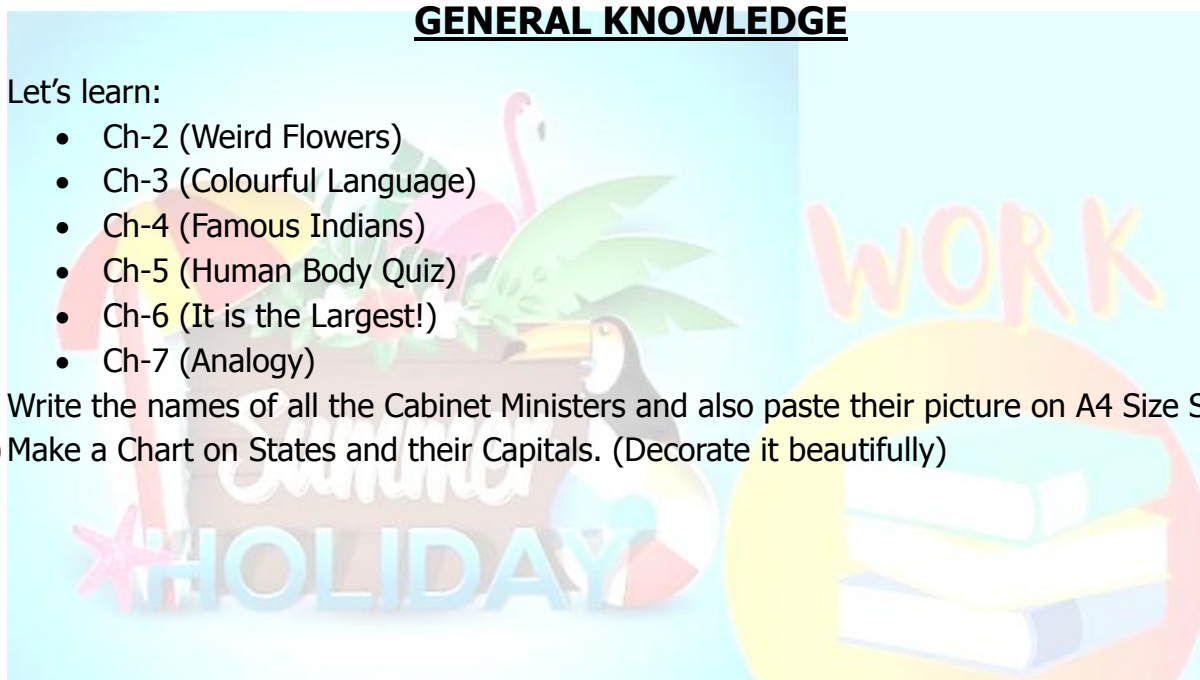 GENERAL KNOWLEDGE
Let’s learn:
• Ch-2 (Weird Flowers)
• Ch-3 (Colourful Language)
• Ch-4 (Famous Indians)
• Ch-5 (Human Body Quiz)
• Ch-6 (It is the Largest!)
• Ch-7 (Analogy)
Write the names of all the Cabinet Ministers and also paste their picture on A4 Size S
Make a Chart on States and their Capitals. (Decorate it beautifully)
WORK
Summer
HOLIDAY